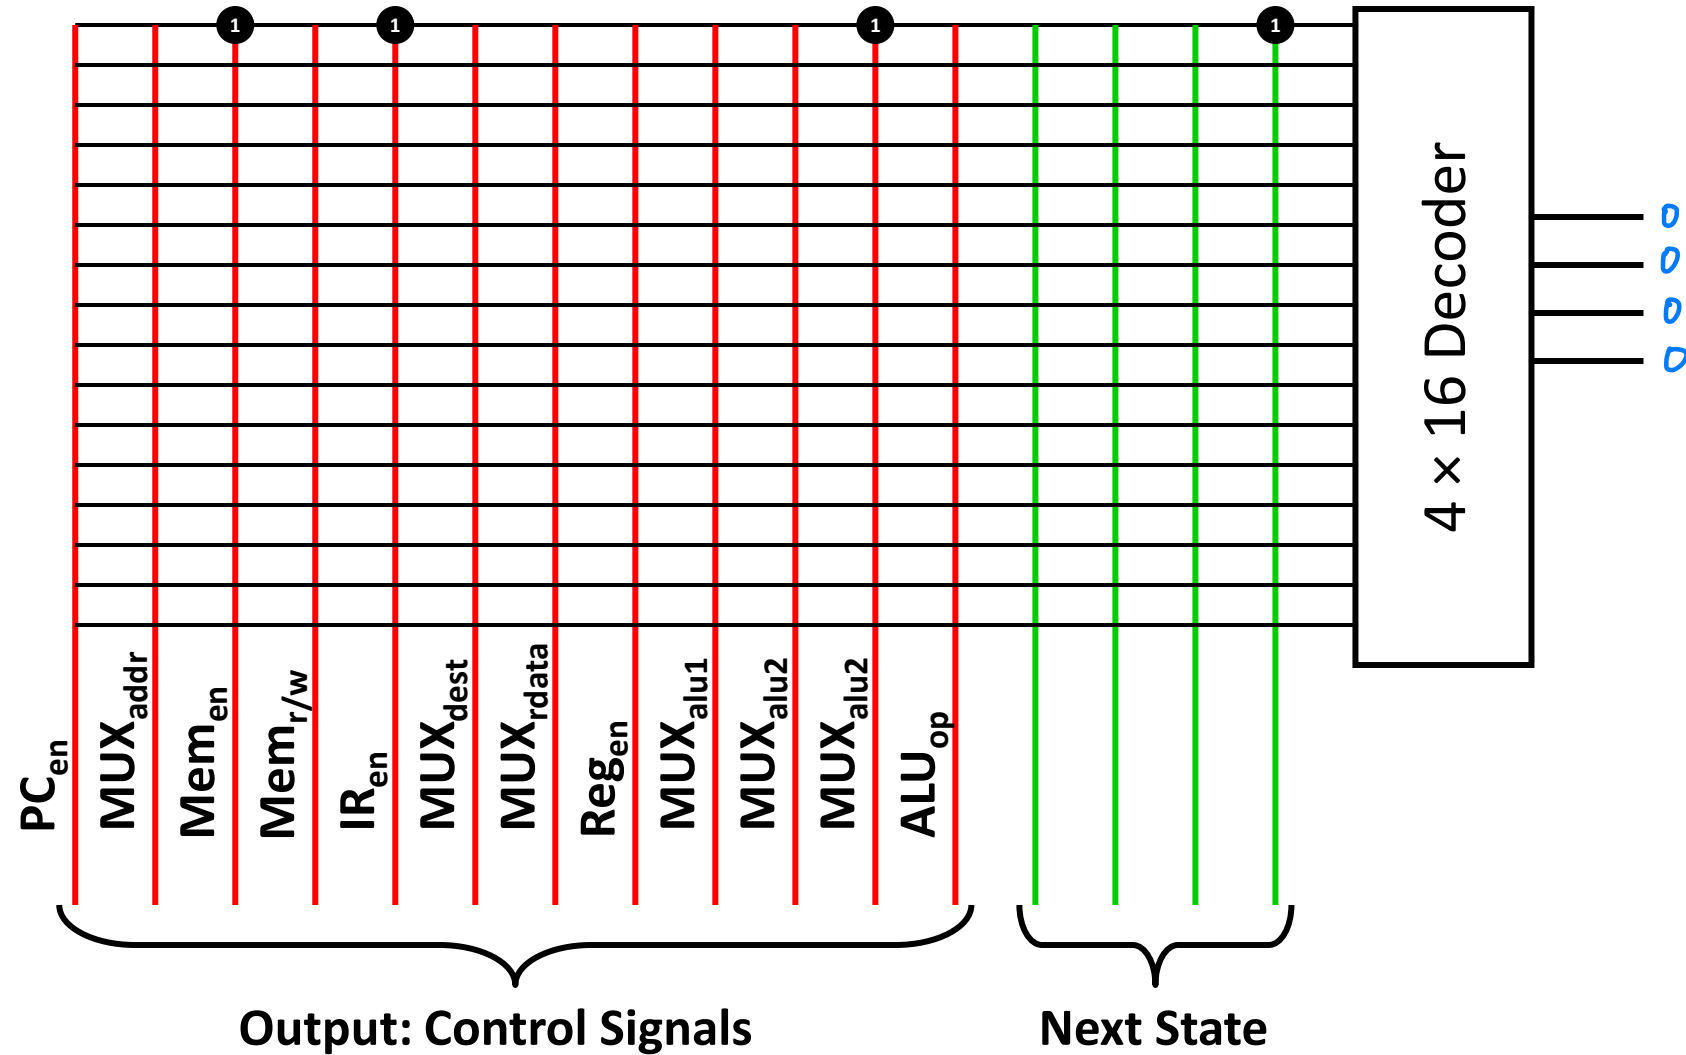 1 1 1 1
4 × 16 Decoder
0
0
0
0
PCen
MUXaddr
Memen
Memr/w
IRen
MUXdest
MUXrdata
Regen
MUXalu1
MUXalu2
MUXalu2
ALUop
Output: Control Signals
Next State